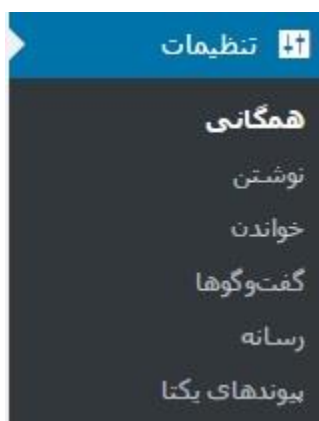 تنظیمات
همگانی
نوشتن
خواندن
گفت‌وگوها
رسانه
پیوندهای یکتا